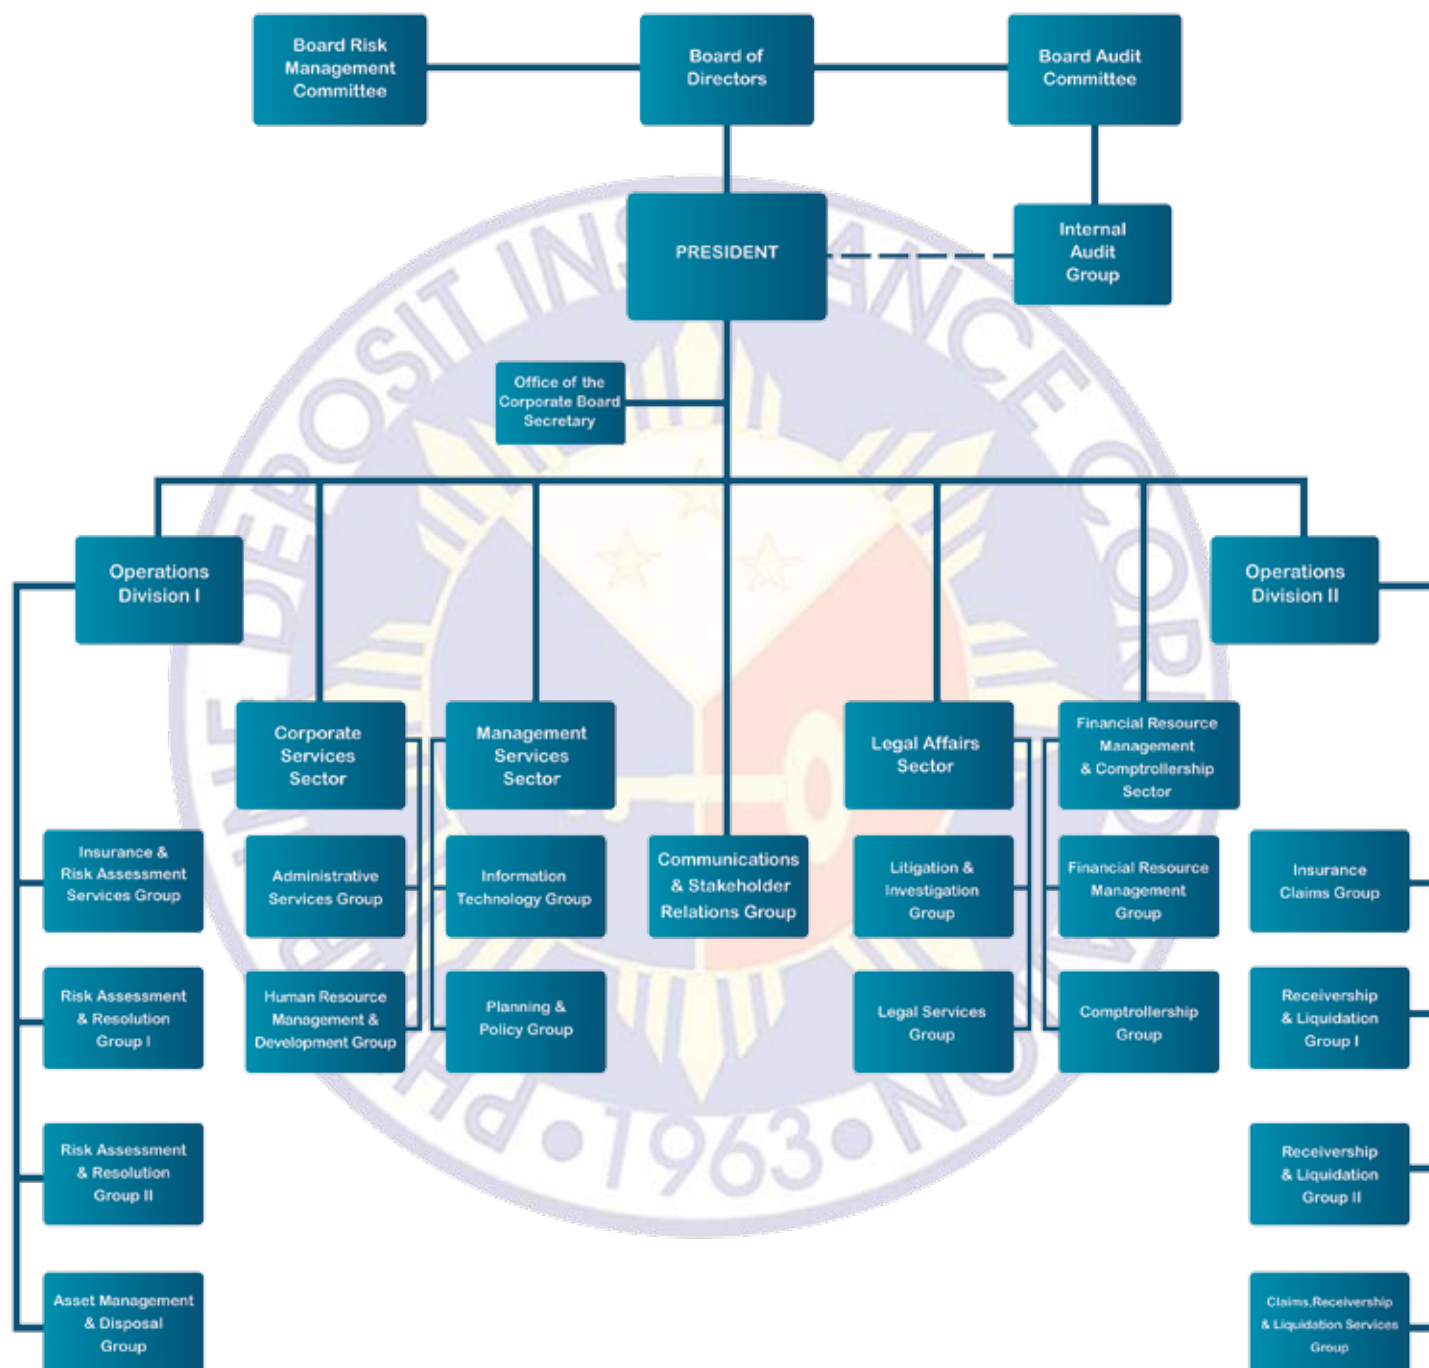 Board Risk
Management
Committee
Board of
Directors
Board Audit
Committee
PRESIDENT
Internal
Audit
Group
Office of the
Corporate Board
Secretary
Operations
Division I
Operations
Division II
Corporate
Services
Sector
Management
Services
Sector
Legal Affairs
Sector
Financial Resource
Management
& Comptrollership
Sector
Insurance &
Risk Assessment
Services Group
Administrative
Services Group
Information
Technology Group
Communications
& Stakeholder
Relations Group
Litigation &
Investigation
Group
Financial Resource
Management
Group
Insurance
Claims Group
Risk Assessment
& Resolution
Group I
Human Resource
Management &
Development Group
Planning &
Policy Group
Legal Services
Group
Comptrollership
Group
Receivership
& Liquidation
Group I
Risk Assessment
& Resolution
Group II
Receivership
& Liquidation
Group II
Asset Management
& Disposal
Group
Claims,Receivership
& Liquidation Services
Group
DEPOSIT
1963